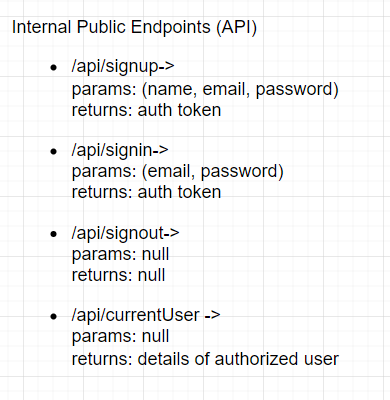 Internal Public Endpoints (API)
• /api/signup->
params: (name, email, password)
returns: auth token
• /api/signin->
params: (email, password)
returns: auth token
• /api/signout->
params: null
returns: null
• /api/currentUser ->
params: null
returns: details of authorized user